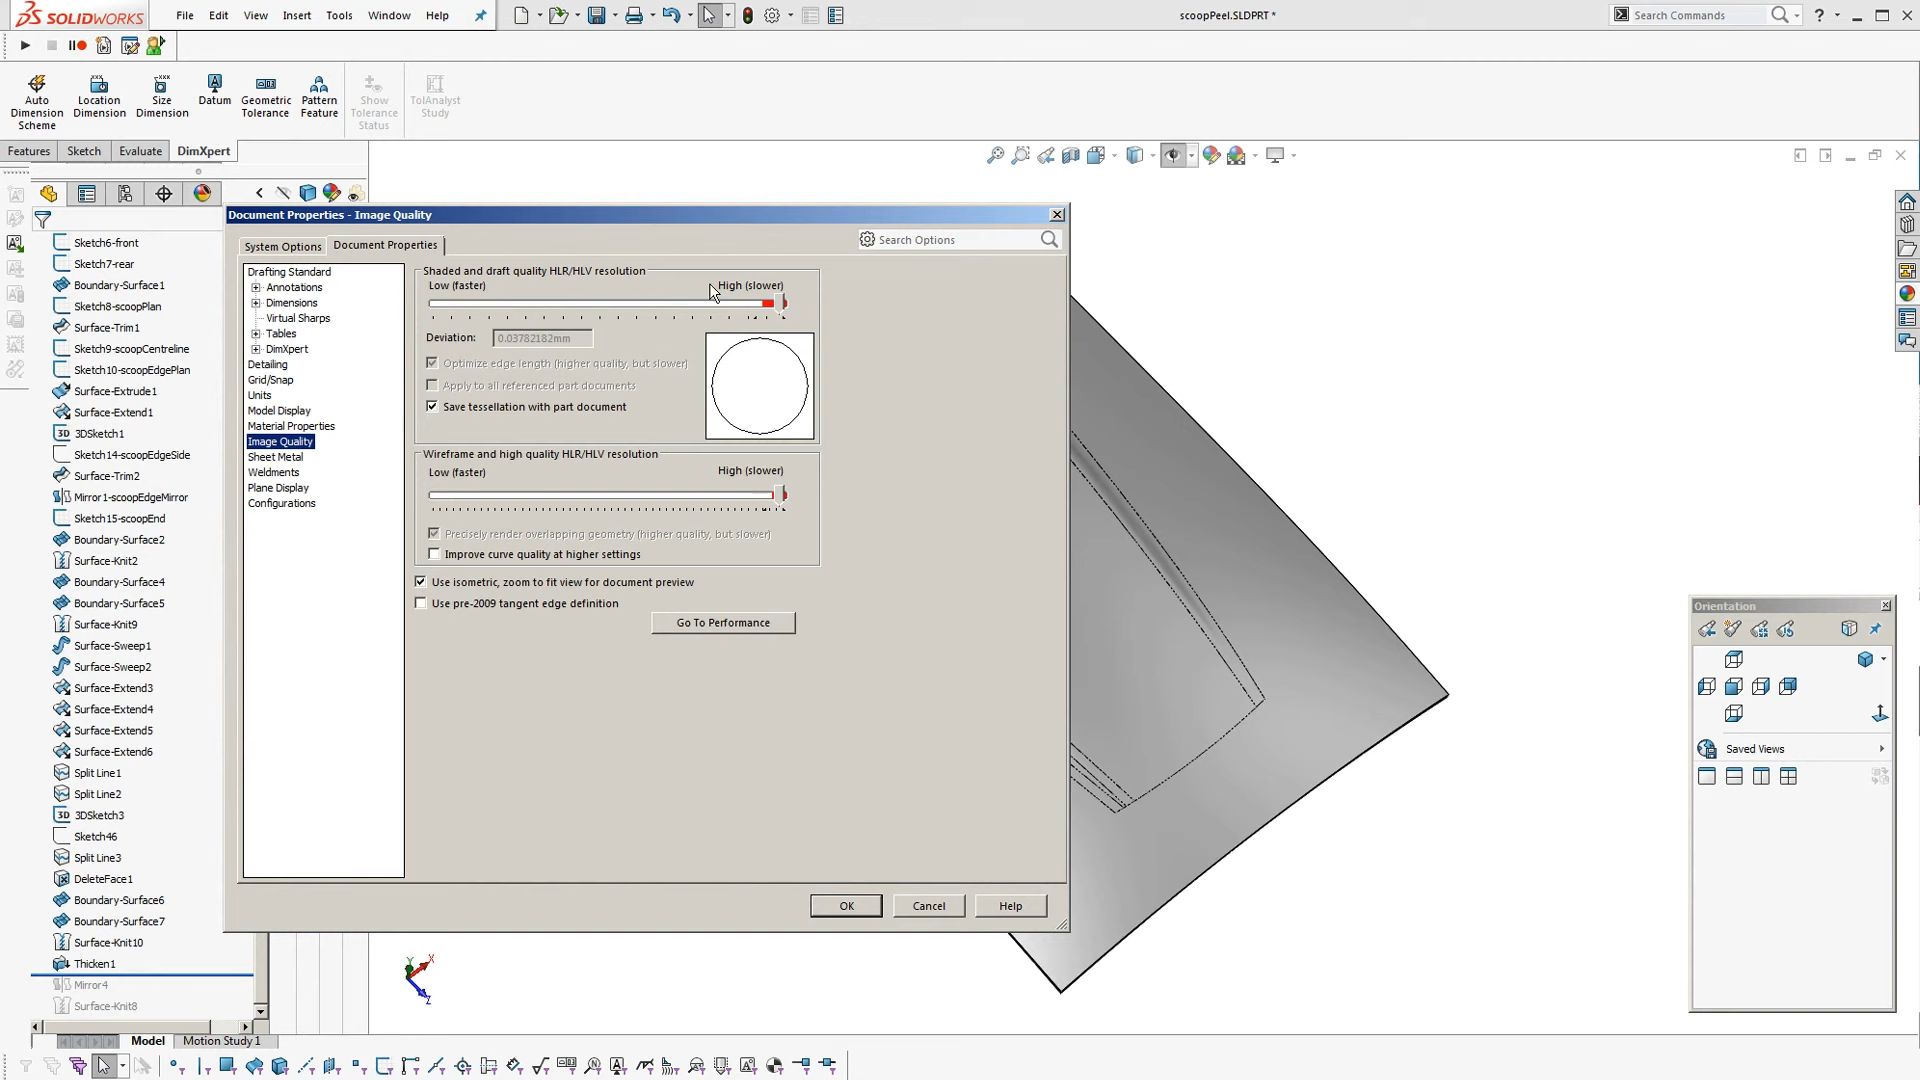 SOLIDWORKS File Edit View Insert Tools Window Help scoopPeel.SLDPRT * Search Commands
Auto Dimension Scheme
Location Dimension
Size Dimension
Datum
Geometric Tolerance
Pattern Feature
Show Tolerance Status
TolAnalyst Study
Features Sketch Evaluate DimXpert
Sketch6-front
Sketch7-rear
Boundary-Surface1
Sketch8-scoopPlan
Surface-Trim1
Sketch9-scoopCentreline
Sketch10-scoopEdgePlan
Surface-Extrude1
Surface-Extend1
3D 3DSketch1
Sketch14-scoopEdgeSide
Surface-Trim2
Mirror1-scoopEdgeMirror
Sketch15-scoopEnd
Boundary-Surface2
Surface-Knit2
Boundary-Surface4
Boundary-Surface5
Surface-Knit9
Surface-Sweep1
Surface-Sweep2
Surface-Extend3
Surface-Extend4
Surface-Extend5
Surface-Extend6
Split Line1
Split Line2
3D 3DSketch3
Sketch46
Split Line3
DeleteFace1
Boundary-Surface6
Boundary-Surface7
Surface-Knit10
Thicken1
Mirror4
Surface-Knit8
Document Properties - Image Quality
System Options Document Properties
Search Options
Drafting Standard
Annotations
Dimensions
Virtual Sharps
Tables
DimXpert
Detailing
Grid/Snap
Units
Model Display
Material Properties
Image Quality
Sheet Metal
Weldments
Plane Display
Configurations
Shaded and draft quality HLR/HLV resolution
Low (faster) High (slower)
Deviation: 0.03782182mm
Optimize edge length (higher quality, but slower)
Apply to all referenced part documents
Save tessellation with part document
Wireframe and high quality HLR/HLV resolution
Low (faster) High (slower)
Precisely render overlapping geometry (higher quality, but slower)
Improve curve quality at higher settings
Use isometric, zoom to fit view for document preview
Use pre-2009 tangent edge definition
Go To Performance
OK Cancel Help
Orientation
Saved Views
Y X
Z
Model Motion Study 1